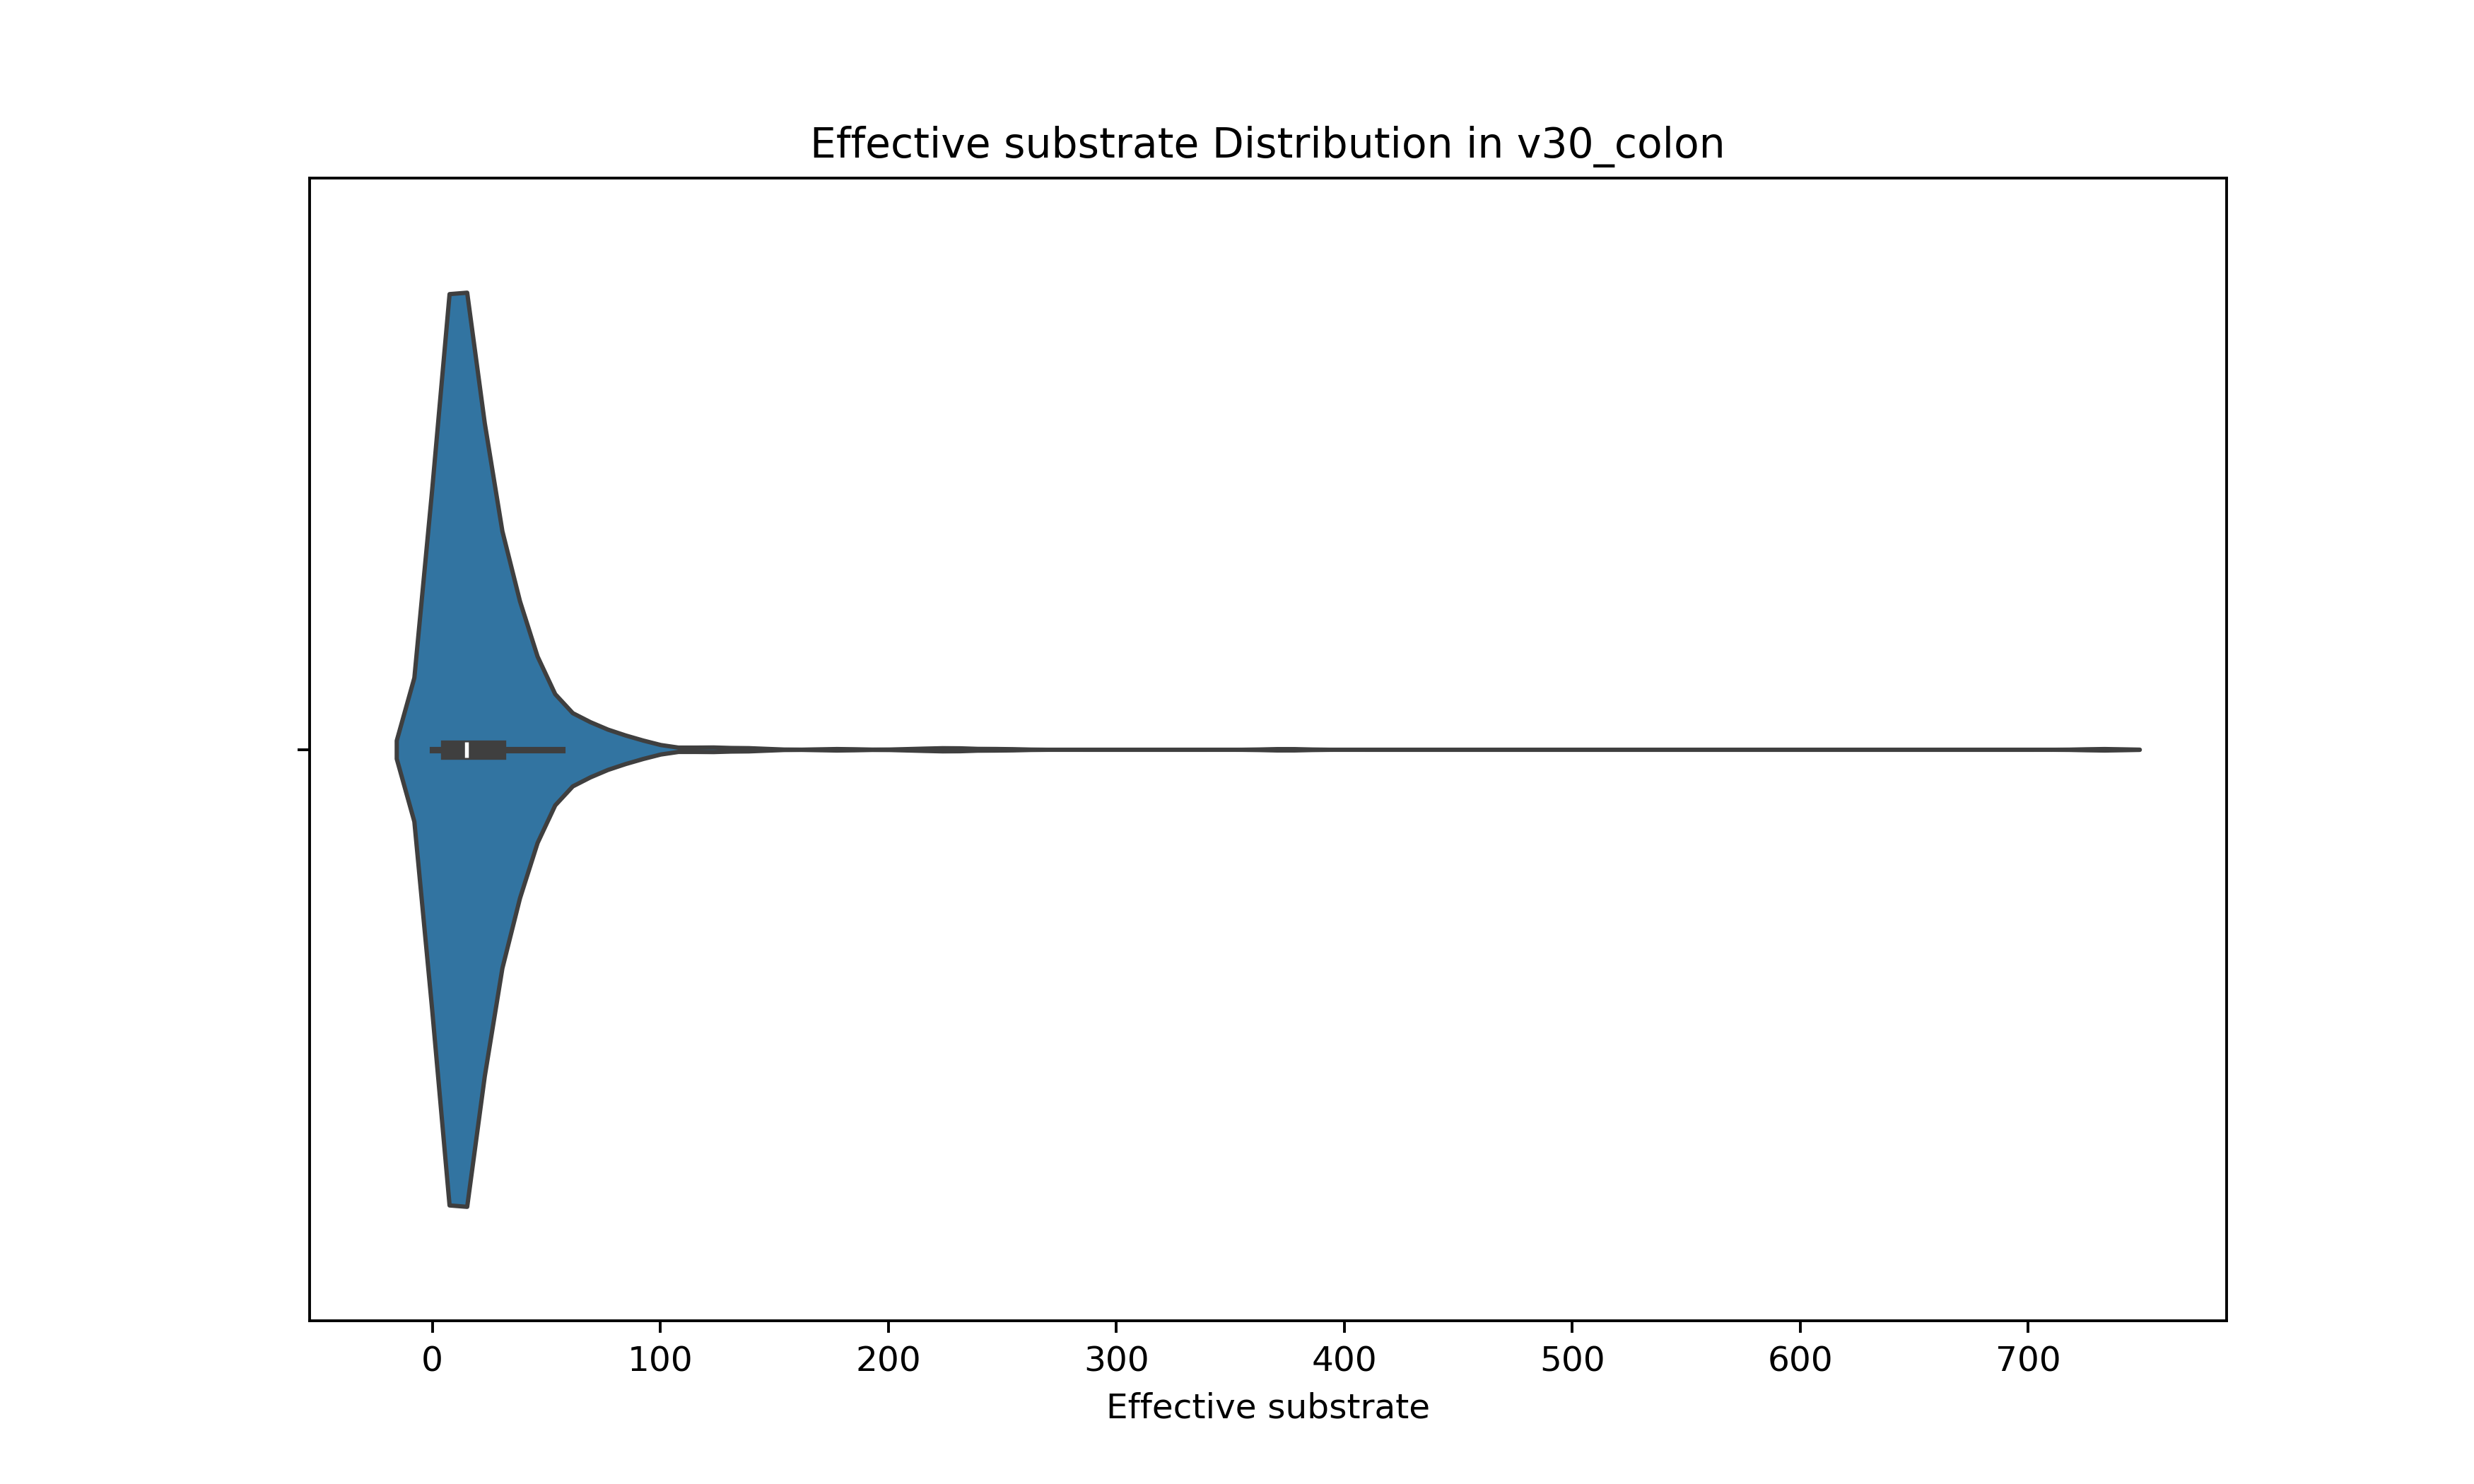 Effective substrate Distribution in v30_colon
0 100 200 300 400 500 600 700
Effective substrate